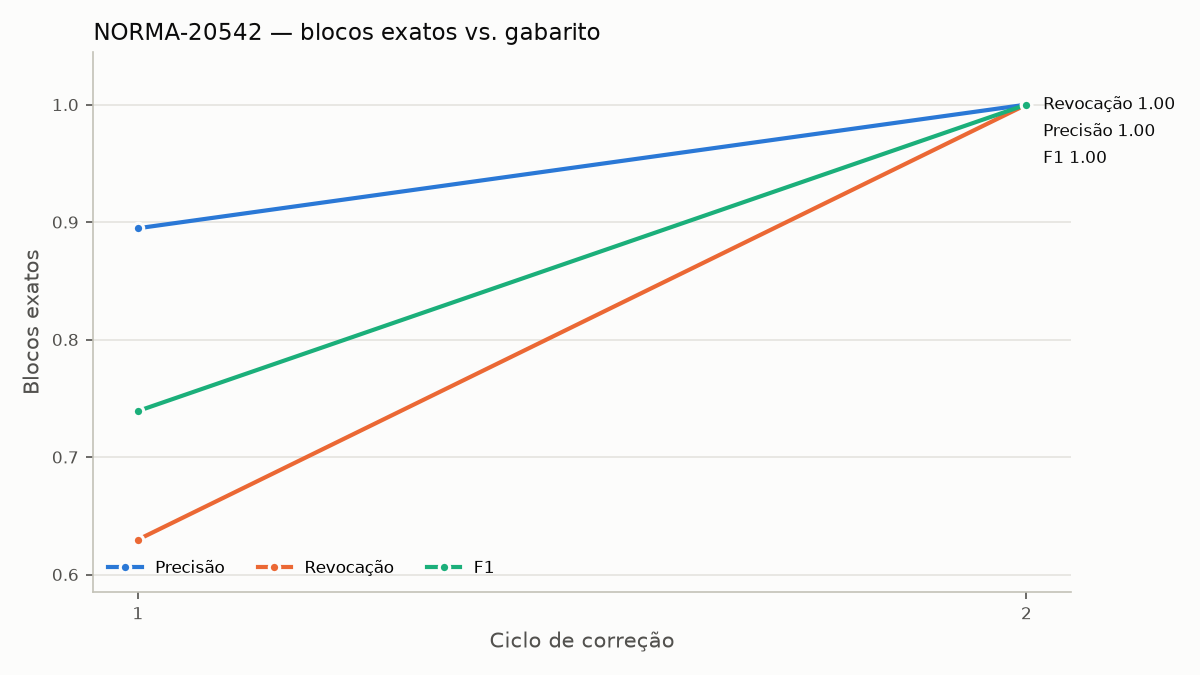 NORMA-20542 — blocos exatos vs. gabarito
Blocos exatos
1.0
0.9
0.8
0.7
0.6
Revocação 1.00
Precisão 1.00
F1 1.00
Precisão
Revocação
F1
1
2
Ciclo de correção